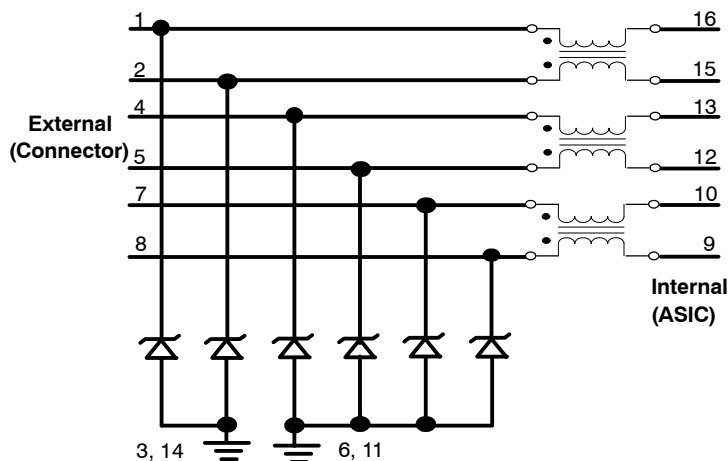 1 16
2 15
4 13
External
(Connector)
5 12
7 10
8 9
Internal
(ASIC)
3, 14 6, 11